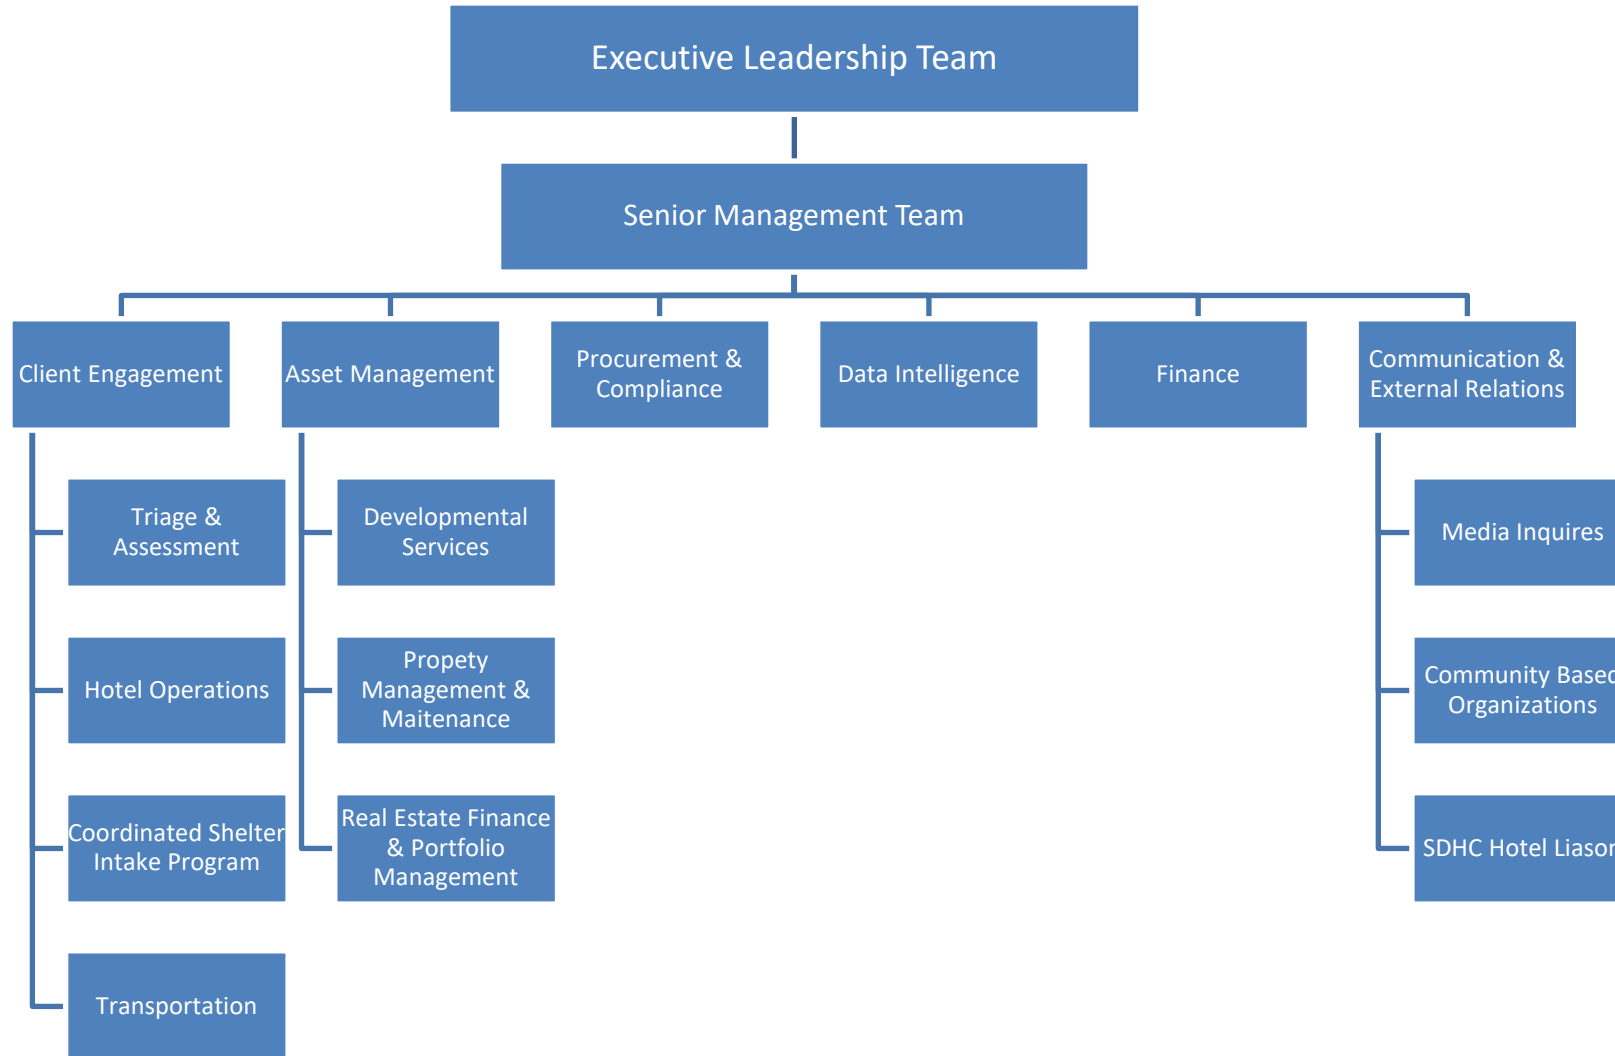 Executive Leadership Team
Senior Management Team
Client Engagement
Asset Management
Procurement &
Compliance
Data Intelligence
Finance
Communication &
External Relations
Triage &
Assessment
Hotel Operations
Coordinated Shelter
Intake Program
Transportation
Developmental
Services
Propety
Management &
Maitenance
Real Estate Finance
& Portfolio
Management
Media Inquires
Community Based
Organizations
SDHC Hotel Liason